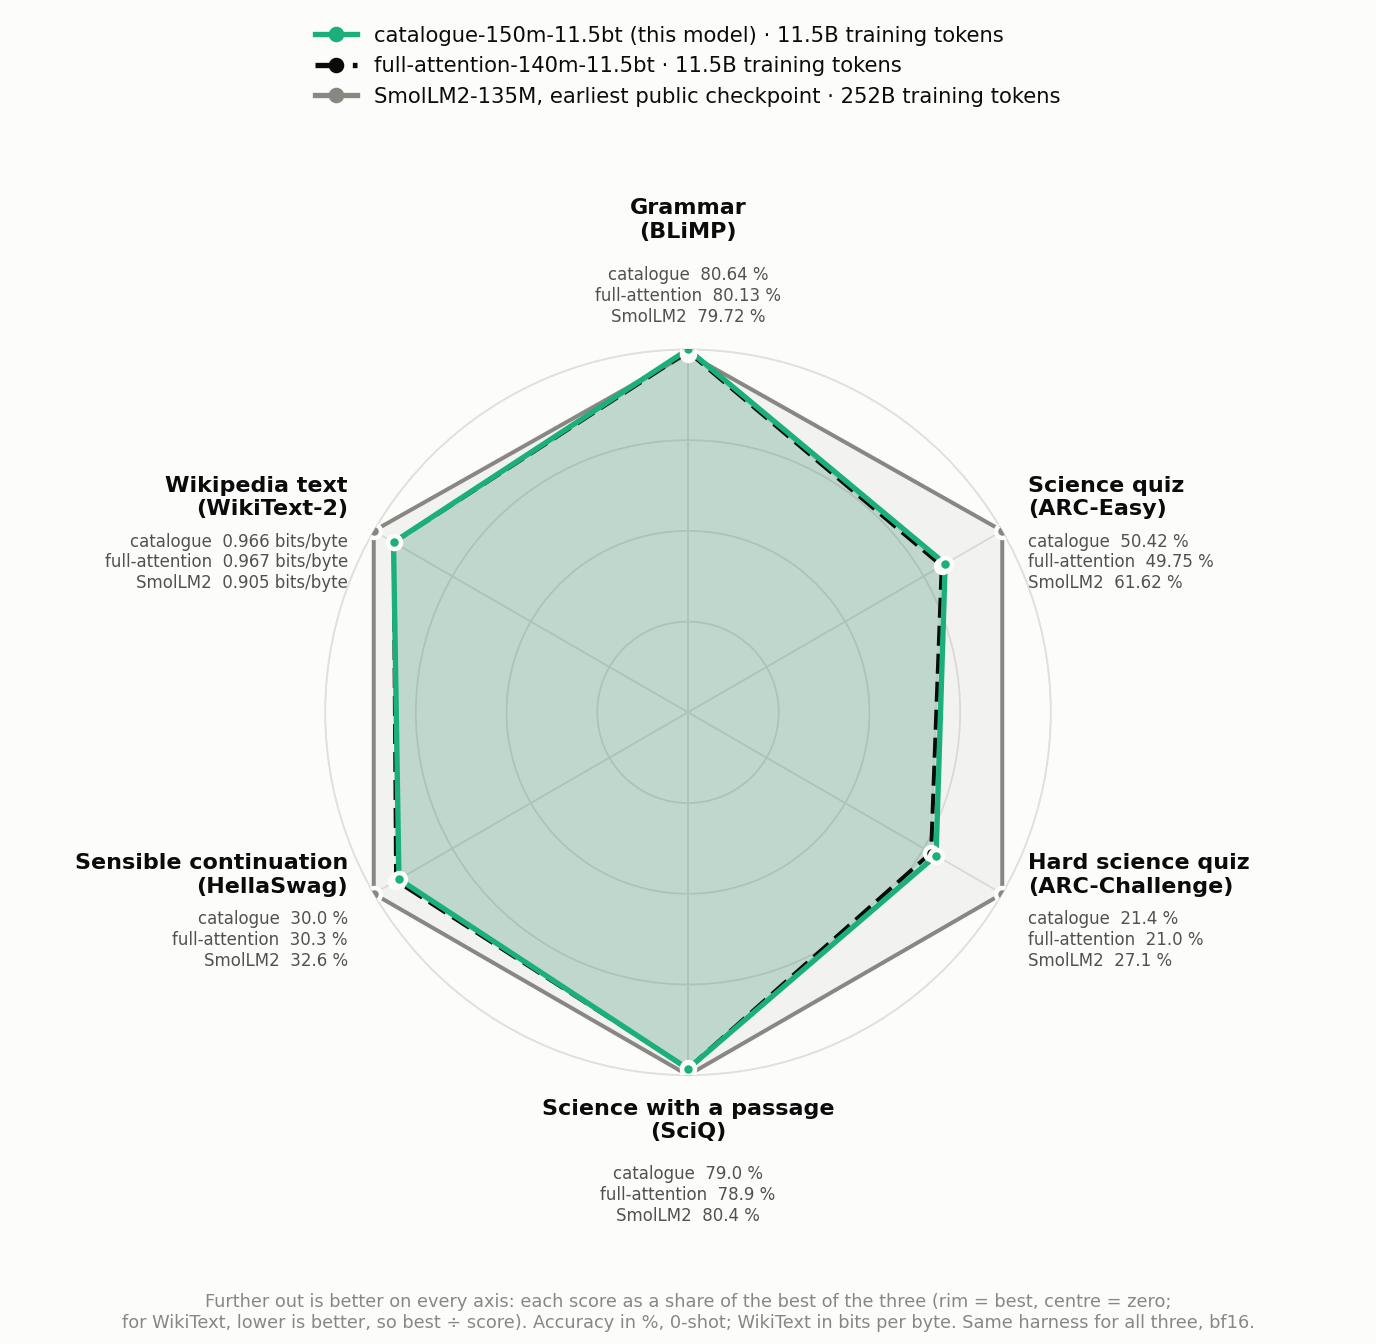 catalogue-150m-11.5bt (this model) · 11.5B training tokens
full-attention-140m-11.5bt · 11.5B training tokens
SmolLM2-135M, earliest public checkpoint · 252B training tokens
Grammar
(BLiMP)
catalogue 80.64 %
full-attention 80.13 %
SmolLM2 79.72 %
Wikipedia text
(WikiText-2)
catalogue 0.966 bits/byte
full-attention 0.967 bits/byte
SmolLM2 0.905 bits/byte
Science quiz
(ARC-Easy)
catalogue 50.42 %
full-attention 49.75 %
SmolLM2 61.62 %
Sensible continuation
(HellaSwag)
catalogue 30.0 %
full-attention 30.3 %
SmolLM2 32.6 %
Hard science quiz
(ARC-Challenge)
catalogue 21.4 %
full-attention 21.0 %
SmolLM2 27.1 %
Science with a passage
(SciQ)
catalogue 79.0 %
full-attention 78.9 %
SmolLM2 80.4 %
Further out is better on every axis: each score as a share of the best of the three (rim = best, centre = zero;
for WikiText, lower is better, so best ÷ score). Accuracy in %, 0-shot; WikiText in bits per byte. Same harness for all three, bf16.